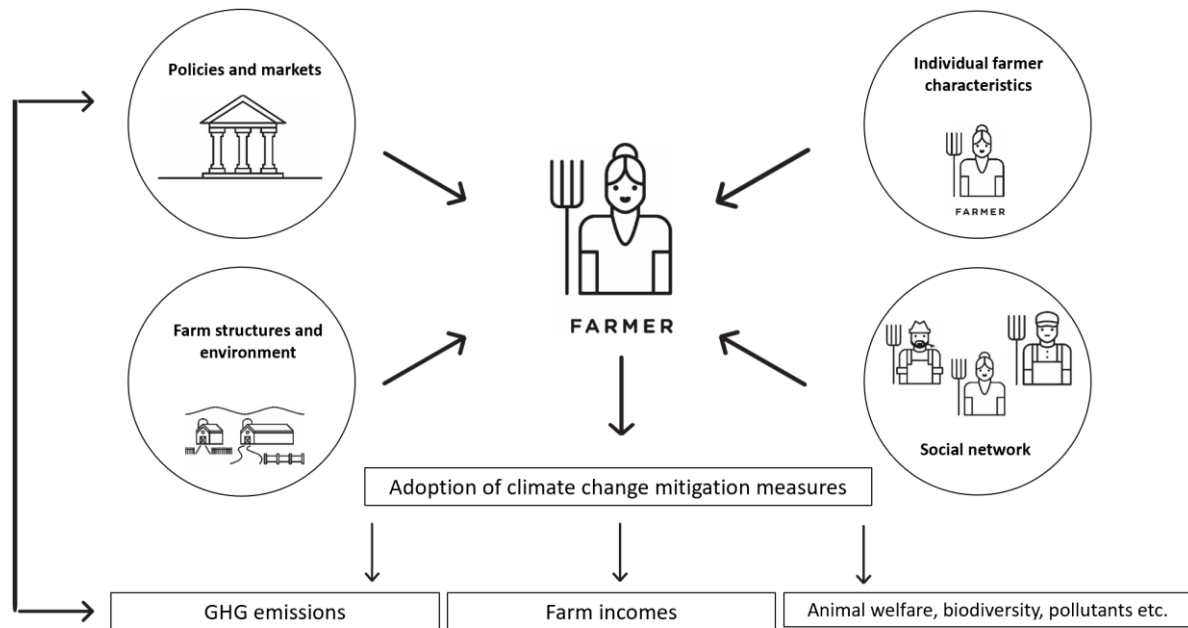 Policies and markets
Individual farmer
characteristics
FARMER
FARMER
Farm structures and
environment
Social network
Adoption of climate change mitigation measures
GHG emissions
Farm incomes
Animal welfare, biodiversity, pollutants etc.